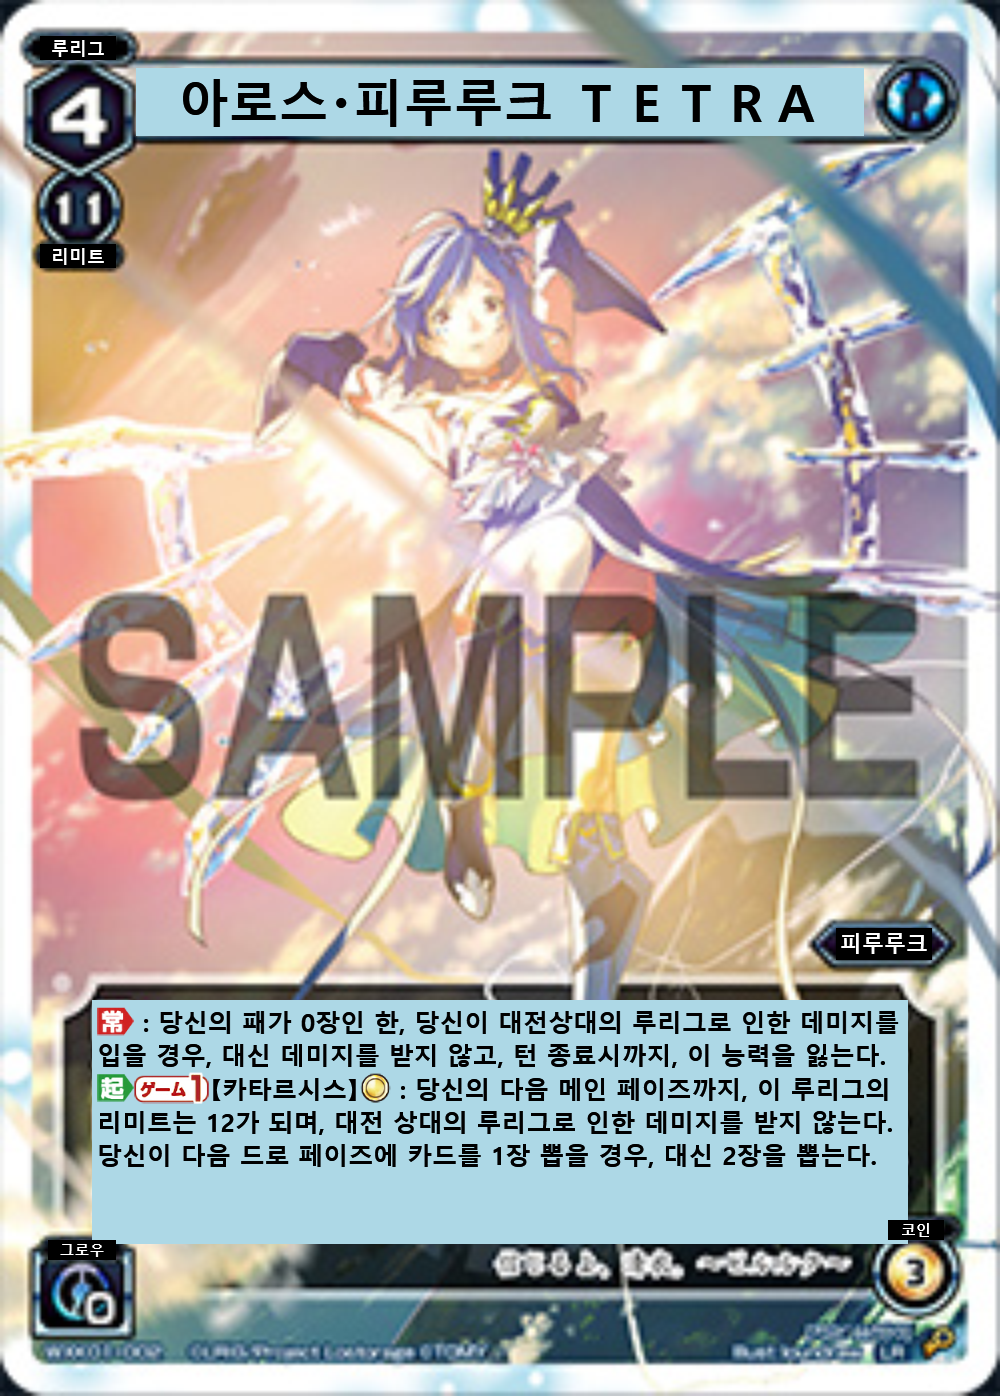 루리그
4
아로스·피루루크 TETRA
11
리미트
SAMPLE
피루루크
常 : 당신의 패가 0장인 한, 당신이 대전상대의 루리그로 인한 데미지를
입을 경우, 대신 데미지를 받지 않고, 턴 종료시까지, 이 능력을 잃는다.
起 ゲーム1【카타르시스】 : 당신의 다음 메인 페이즈까지, 이 루리그의
리미트는 12가 되며, 대전 상대의 루리그로 인한 데미지를 받지 않는다.
당신이 다음 드로 페이즈에 카드를 1장 뽑을 경우, 대신 2장을 뽑는다.
코인
그로우
3
0
LR